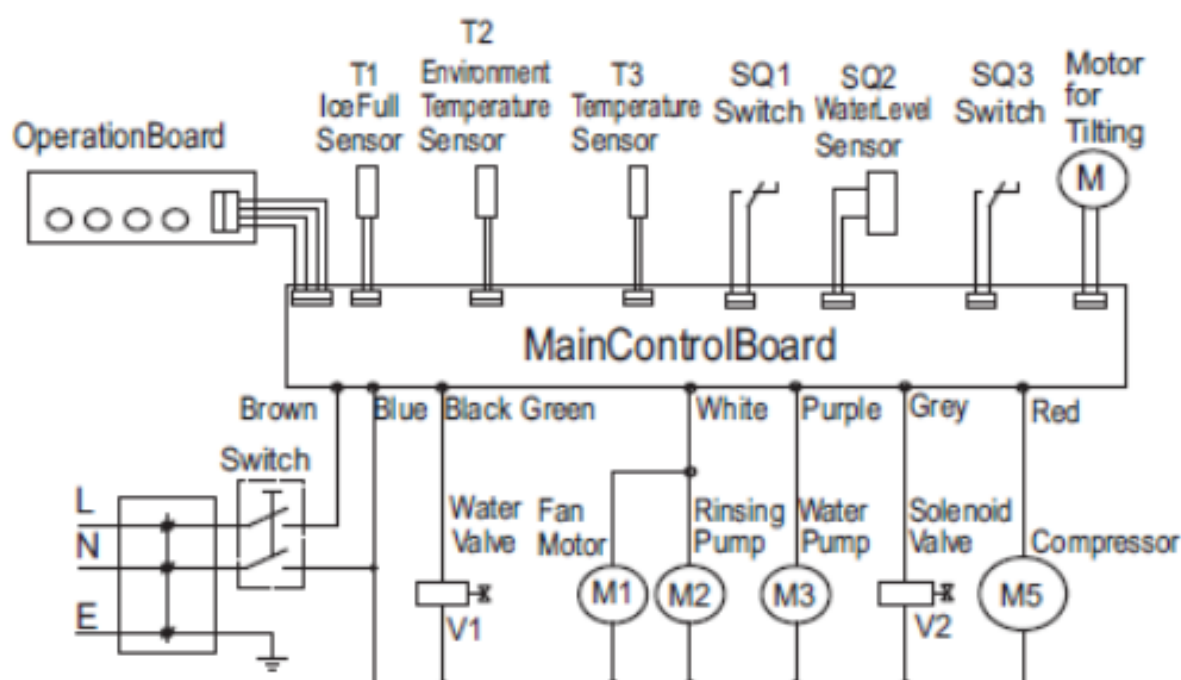 T2
T1 Environment T3 SQ1 SQ2 SQ3 Motor
IceFull Temperature Temperature Switch WaterLevel Switch for
OperationBoard Sensor Sensor Sensor Sensor Tilting
M
MainControlBoard
Brown Blue Black Green White Purple Grey Red
Switch
L Water Fan Rinsing Water Solenoid
N Valve Motor Pump Pump Valve Compressor
M1 M2 M3 M5
E V1 V2